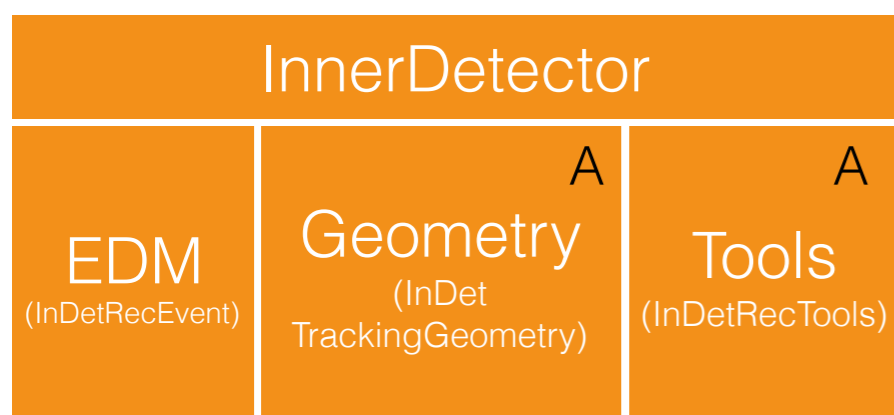 InnerDetector
EDM
(InDetRecEvent)
A
Geometry
(InDet
TrackingGeometry)
A
Tools
(InDetRecTools)